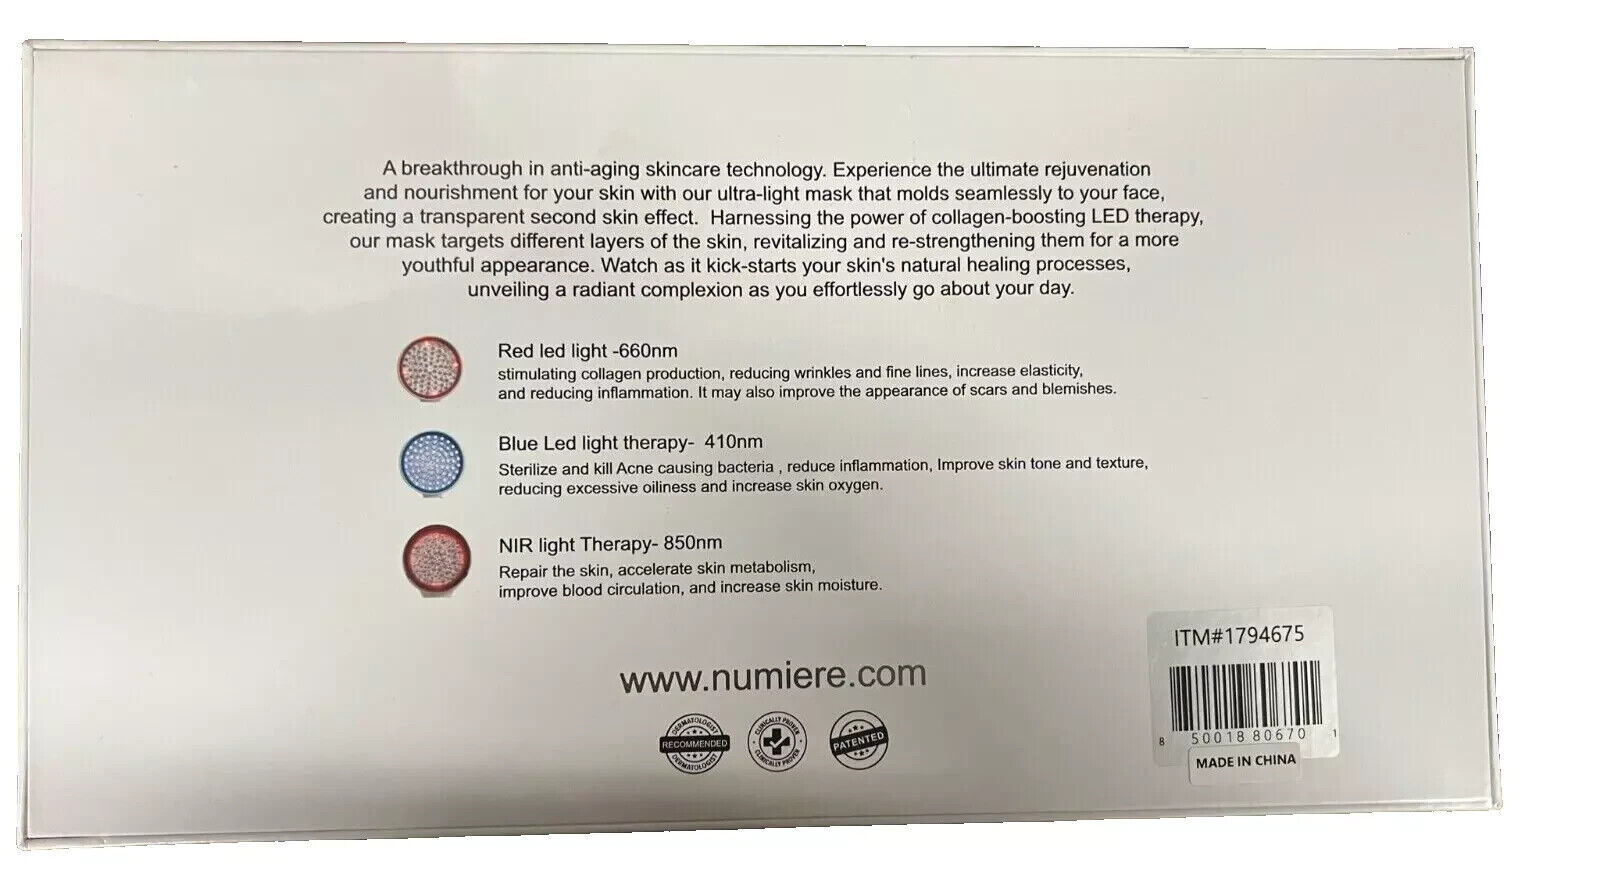 A breakthrough in anti-aging skincare technology. Experience the ultimate rejuvenation
and nourishment for your skin with our ultra-light mask that molds seamlessly to your face,
creating a transparent second skin effect. Harnessing the power of collagen-boosting LED therapy,
our mask targets different layers of the skin, revitalizing and re-strengthening them for a more
youthful appearance. Watch as it kick-starts your skin's natural healing processes,
unveiling a radiant complexion as you effortlessly go about your day.
Red led light -660nm
stimulating collagen production, reducing wrinkles and fine lines, increase elasticity,
and reducing inflammation. It may also improve the appearance of scars and blemishes.
Blue Led light therapy- 410nm
Sterilize and kill Acne causing bacteria , reduce inflammation, Improve skin tone and texture,
reducing excessive oiliness and increase skin oxygen.
NIR light Therapy- 850nm
Repair the skin, accelerate skin metabolism,
improve blood circulation, and increase skin moisture.
www.numiere.com
DERMATOLOGIST
RECOMMENDED
DERMATOLOGIST
CLINICALLY PROVEN
CLINICALLY PROVEN
PATENTED
ITM#1794675
8 50018 80670 1
MADE IN CHINA